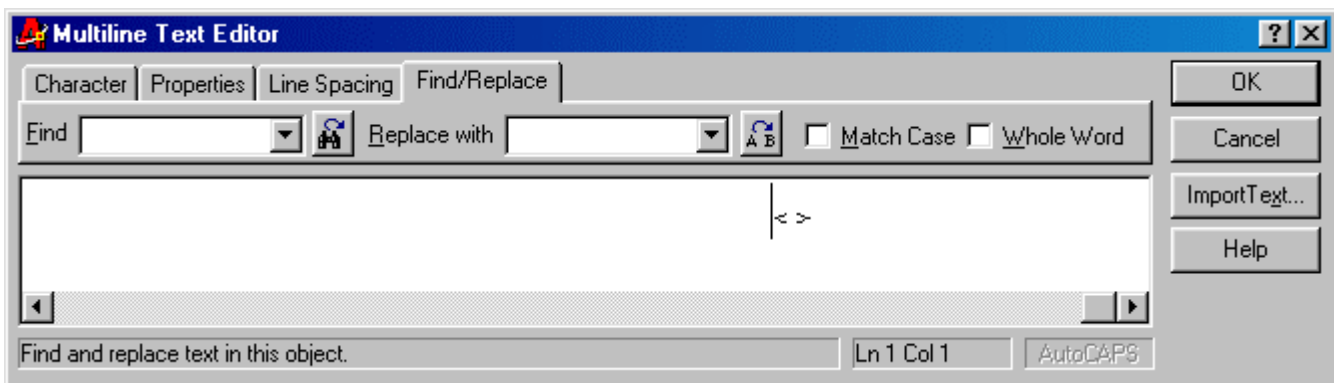 Multiline Text Editor
Character Properties Line Spacing Find/Replace
Find Replace with A B Match Case Whole Word
< >
OK
Cancel
ImportText...
Help
Find and replace text in this object. Ln 1 Col 1 AutoCAPS